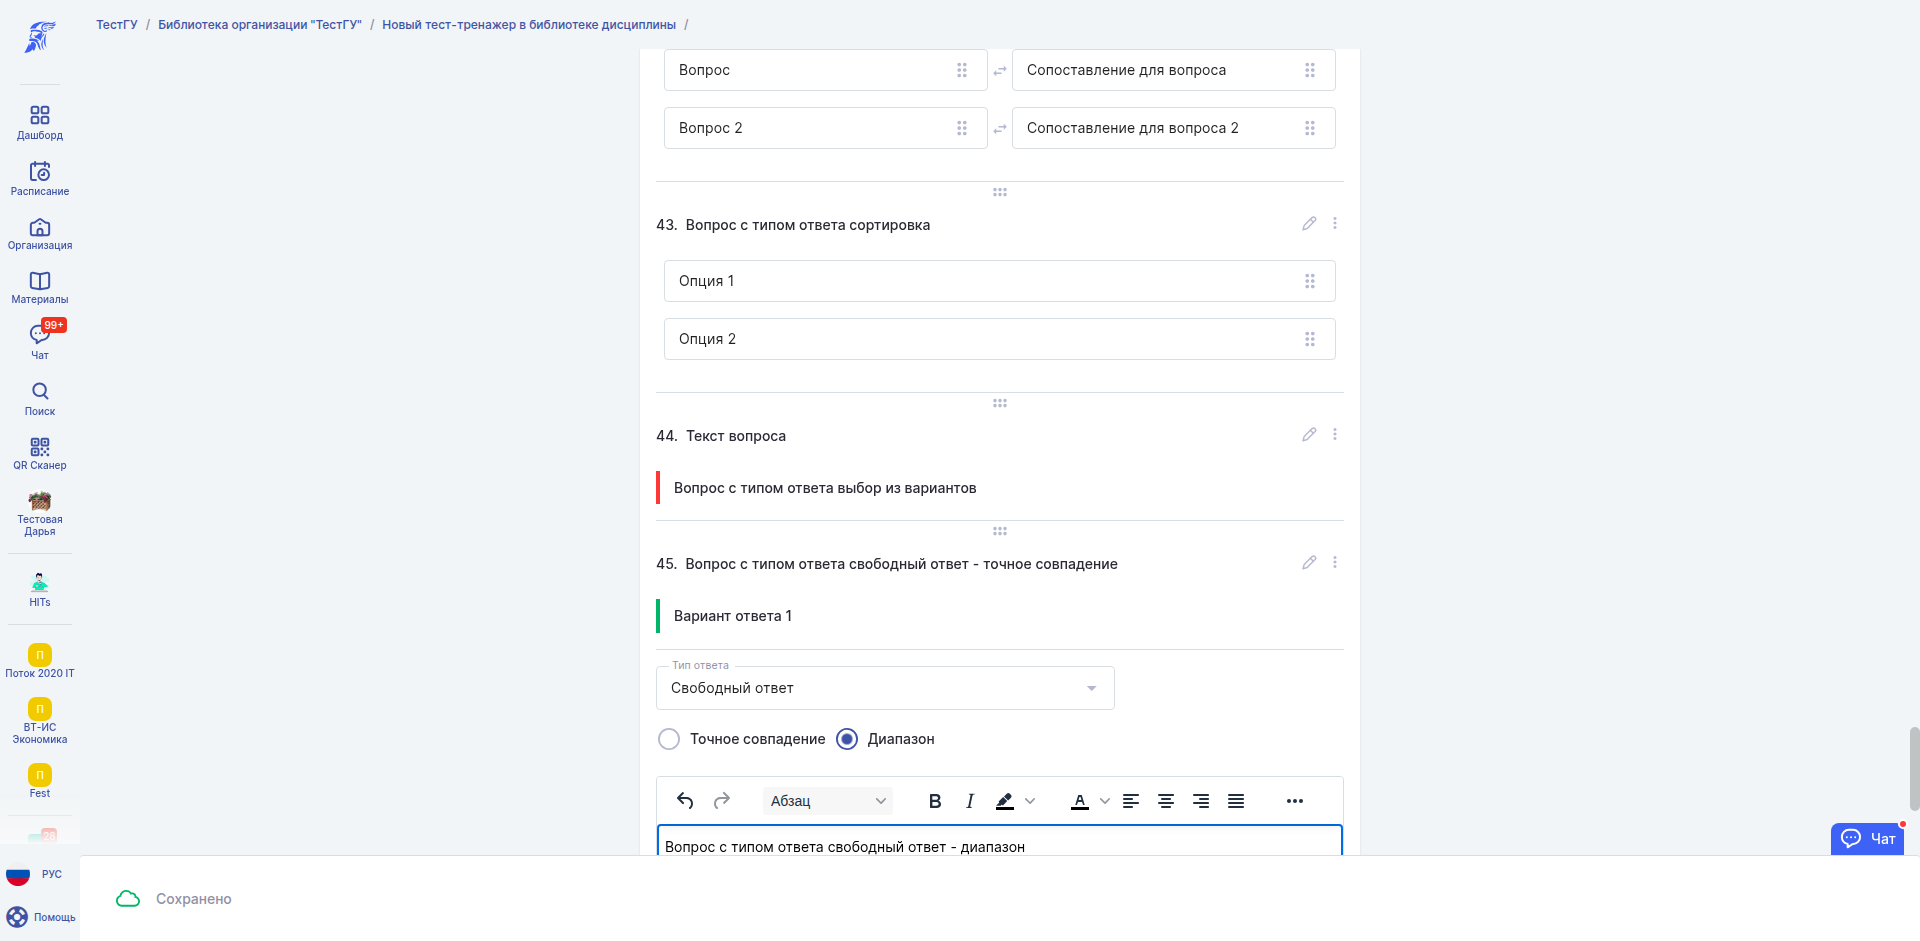 ТестГУ / Библиотека организации "ТестГУ" / Новый тест-тренажер в библиотеке дисциплины /
Дашборд
Расписание
Организация
Материалы
99+
Чат
Поиск
QR Сканер
Тестовая
Дарья
HITs
П
Поток 2020 IT
П
ВТ-ИС
Экономика
П
Fest
28
РУС
Помощь
Вопрос
Сопоставление для вопроса
Вопрос 2
Сопоставление для вопроса 2
43. Вопрос с типом ответа сортировка
Опция 1
Опция 2
44. Текст вопроса
Вопрос с типом ответа выбор из вариантов
45. Вопрос с типом ответа свободный ответ - точное совпадение
Вариант ответа 1
Тип ответа
Свободный ответ
Точное совпадение Диапазон
Абзац
Вопрос с типом ответа свободный ответ - диапазон
Чат
Сохранено